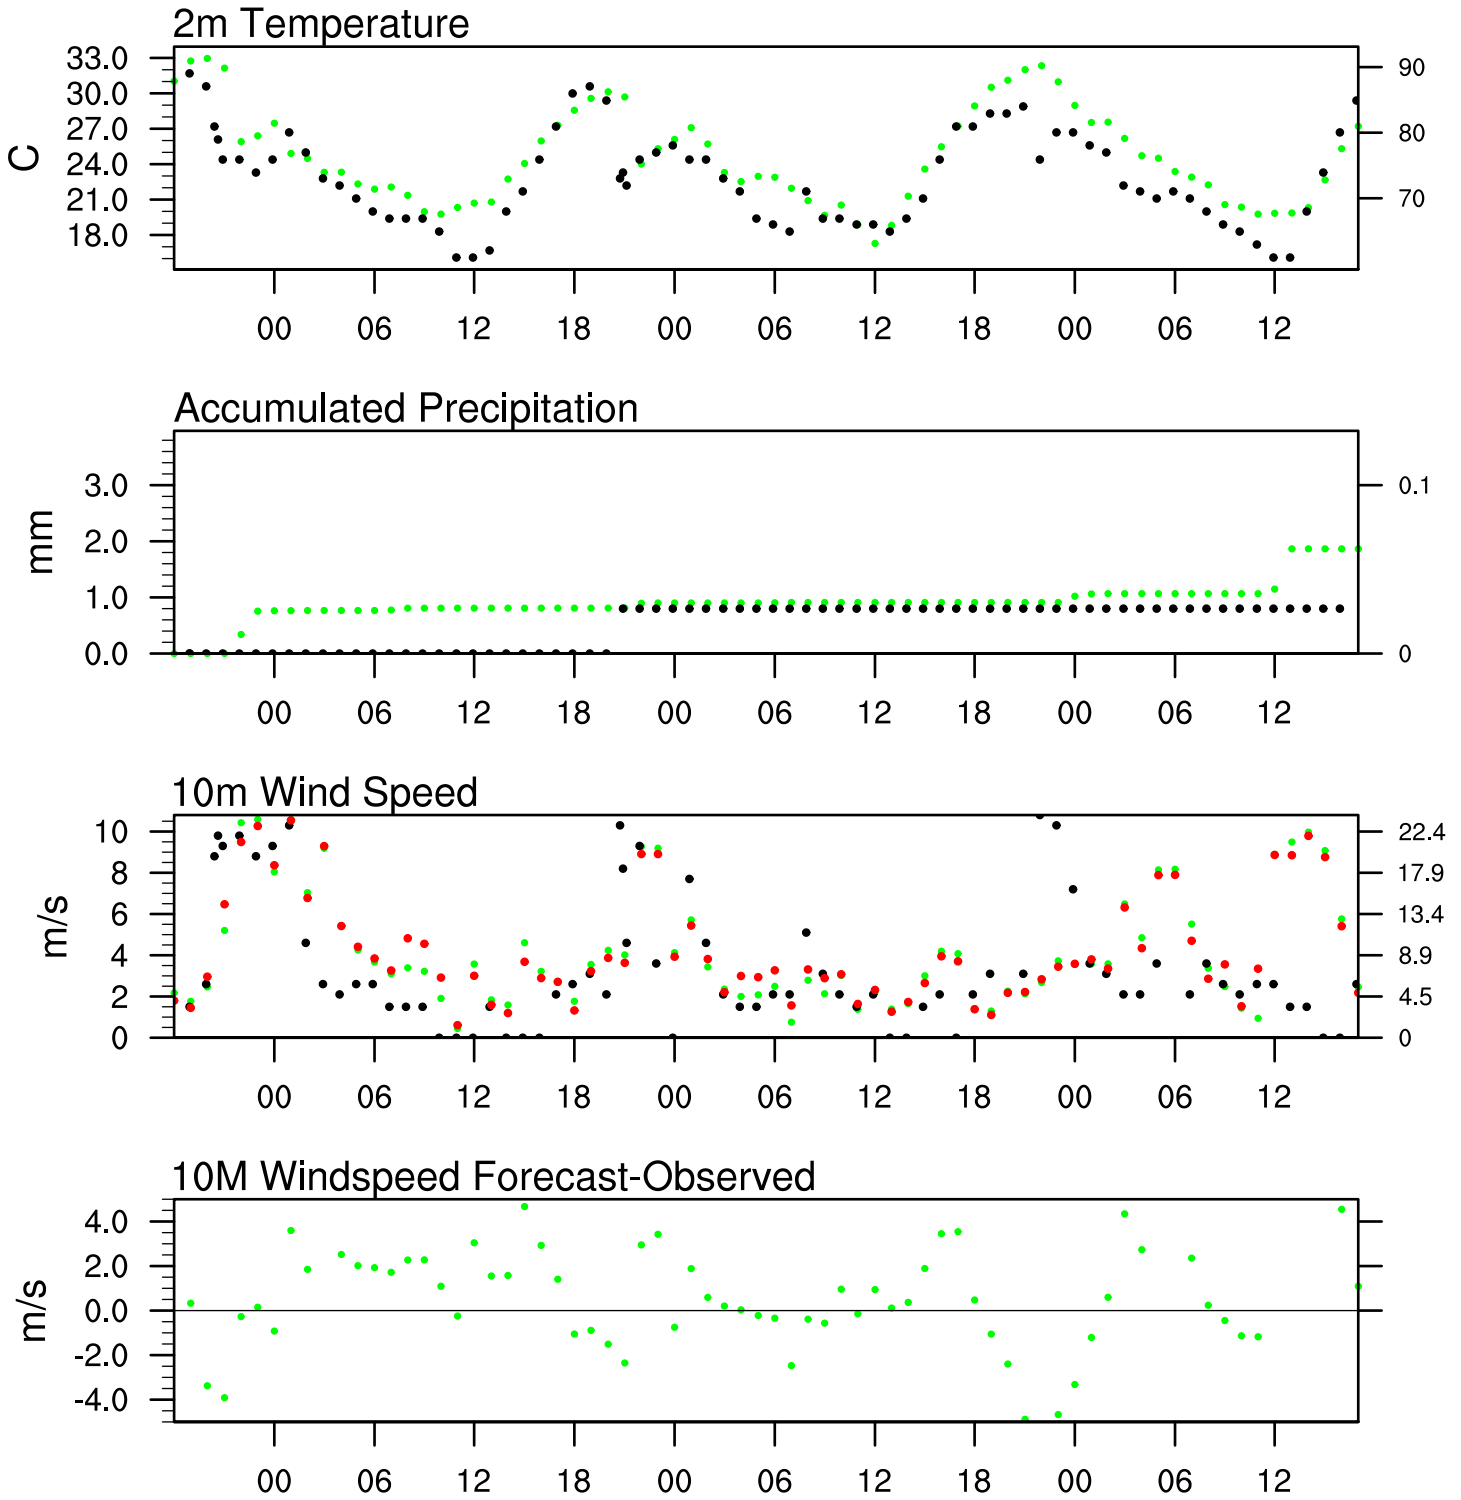 2m Temperature
33.0
30.0
27.0
24.0
21.0
18.0
C
90
80
70
00 06 12 18 00 06 12 18 00 06 12
Accumulated Precipitation
3.0
2.0
1.0
0.0
mm
0.1
0
00 06 12 18 00 06 12 18 00 06 12
10m Wind Speed
10
8
6
4
2
0
m/s
22.4
17.9
13.4
8.9
4.5
0
00 06 12 18 00 06 12 18 00 06 12
10M Windspeed Forecast-Observed
4.0
2.0
0.0
-2.0
-4.0
m/s
00 06 12 18 00 06 12 18 00 06 12